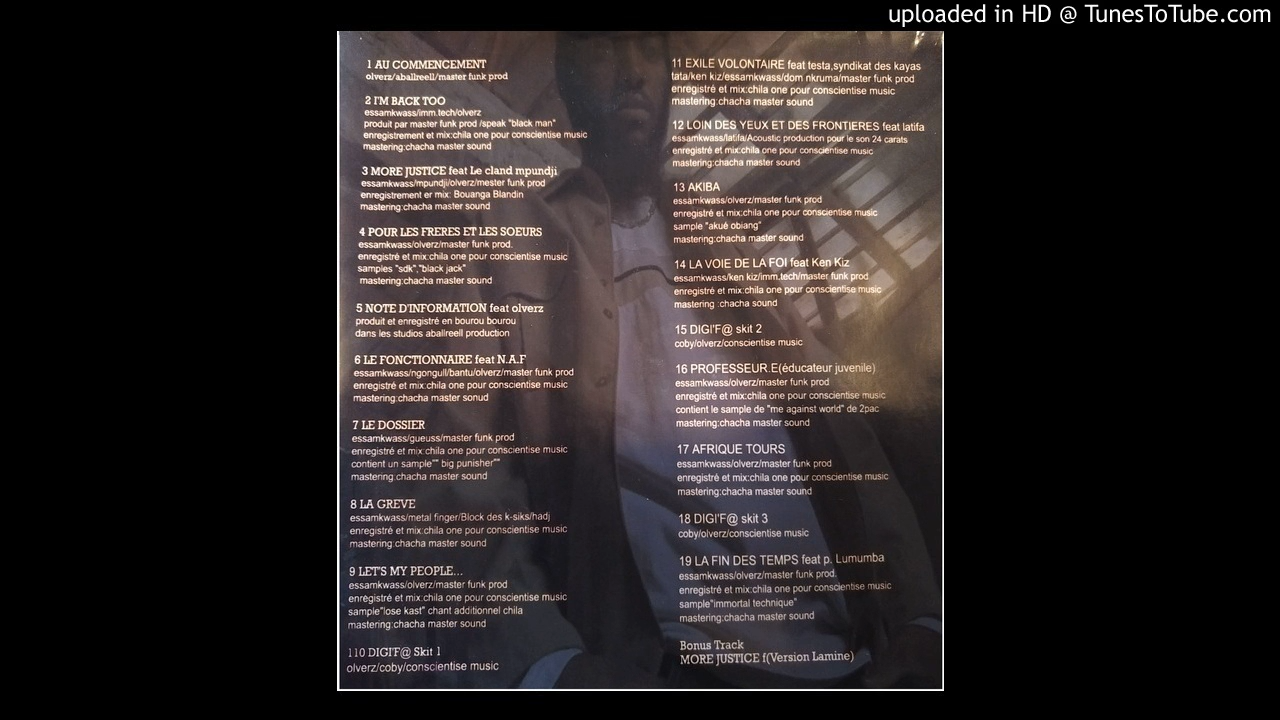 uploaded in HD @ TunesToTube.com
1 AU COMMENCEMENT
olverz/aballreell/master funk prod
2 I'M BACK TOO
essamkwass/imm.tech/olverz
produit par master funk prod /speak "black man"
enregistrement et mix:chila one pour conscientise music
mastering:chacha master sound
3 MORE JUSTICE feat Le cland mpundji
essamkwass/mpundji/olverz/mester funk prod
enregistrement er mix: Bouanga Blandin
mastering:chacha master sound
4 POUR LES FRERES ET LES SOEURS
essamkwass/olverz/master funk prod.
enregistré et mix:chila one pour conscientise music
samples "sdk","black jack"
mastering:chacha master sound
5 NOTE D'INFORMATION feat olverz
produit et enregistré en bourou bourou
dans les studios aballreell production
6 LE FONCTIONNAIRE feat N.A.F
essamkwass/ngongull/bantu/olverz/master funk prod
enregistré et mix:chila one pour conscientise music
mastering:chacha master sonud
7 LE DOSSIER
essamkwass/gueuss/master funk prod
enregistré et mix:chila one pour conscientise music
contient un sample"" big punisher""
mastering:chacha master sound
8 LA GREVE
essamkwass/metal finger/Block des k-siks/hadj
enregistré et mix:chila one pour conscientise music
mastering:chacha master sound
9 LET'S MY PEOPLE...
essamkwass/olverz/master funk prod
enregistré et mix:chila one pour conscientise music
sample"lose kast" chant additionnel chila
mastering:chacha master sound
110 DIGI'F@ Skit 1
olverz/coby/conscientise music
11 EXILE VOLONTAIRE feat testa,syndikat des kayas
tata/ken kiz/essamkwass/dom nkruma/master funk prod
enregistré et mix:chila one pour conscientise music
mastering:chacha master sound
12 LOIN DES YEUX ET DES FRONTIERES feat latifa
essamkwass/latifa/Acoustic production pour le son 24 carats
enregistré et mix:chila one pour conscientise music
mastering:chacha master sound
13 AKIBA
essamkwass/olverz/master funk prod
enregistré et mix:chila one pour conscientise music
sample "akué obiang"
mastering:chacha master sound
14 LA VOIE DE LA FOI feat Ken Kiz
essamkwass/ken kiz/imm.tech/master funk prod
enregistré et mix:chila one pour conscientise music
mastering :chacha sound
15 DIGI'F@ skit 2
coby/olverz/conscientise music
16 PROFESSEUR E(éducateur juvenile)
essamkwass/olverz/master funk prod
enregistré et mix:chila one pour conscientise music
contient le sample de "me against world" de 2pac
mastering:chacha master sound
17 AFRIQUE TOURS
essamkwass/olverz/master funk prod
enregistré et mix:chila one pour conscientise music
mastering:chacha master sound
18 DIGI'F@ skit 3
coby/olverz/conscientise music
19 LA FIN DES TEMPS feat p. Lumumba
essamkwass/olverz/master funk prod.
enregistré et mix:chila one pour conscientise music
sample"immortal technique"
mastering:chacha master sound
Bonus Track
MORE JUSTICE f(Version Lamine)